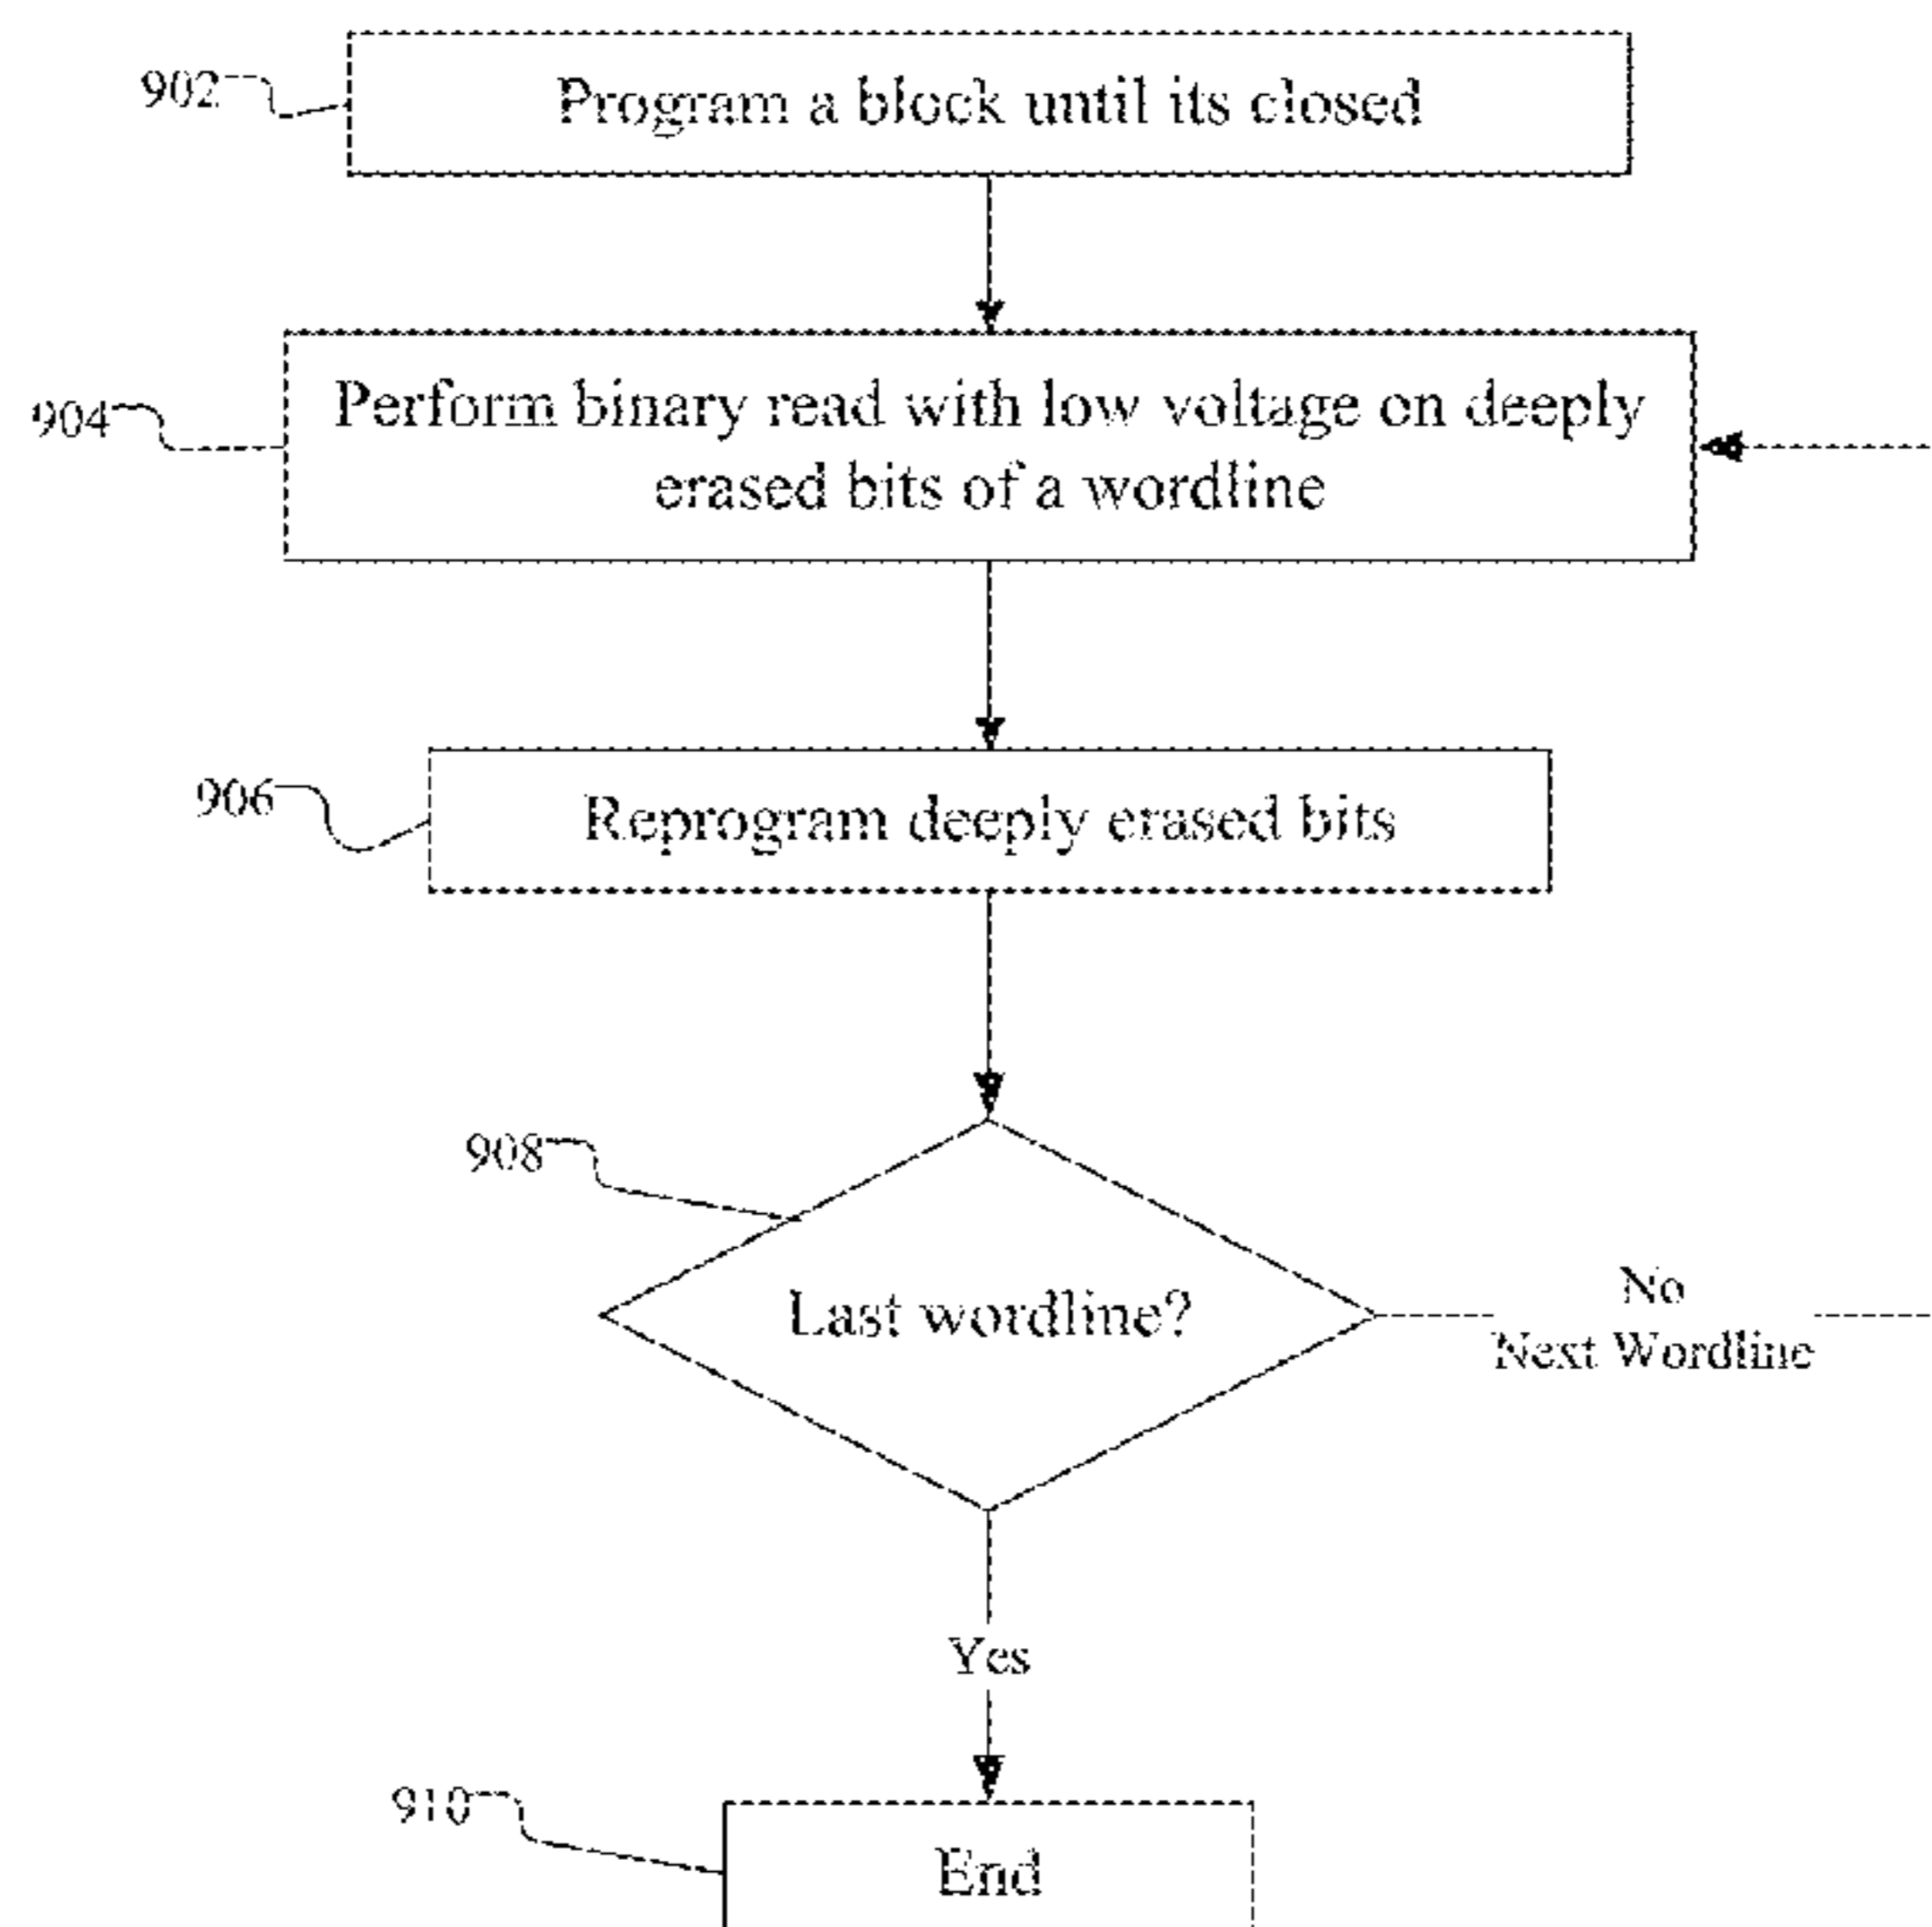 902
Program a block until its closed
904
Perform binary read with low voltage on deeply
erased bits of a wordline
906
Reprogram deeply erased bits
908
Last wordline?
No
Next Wordline
Yes
910
End